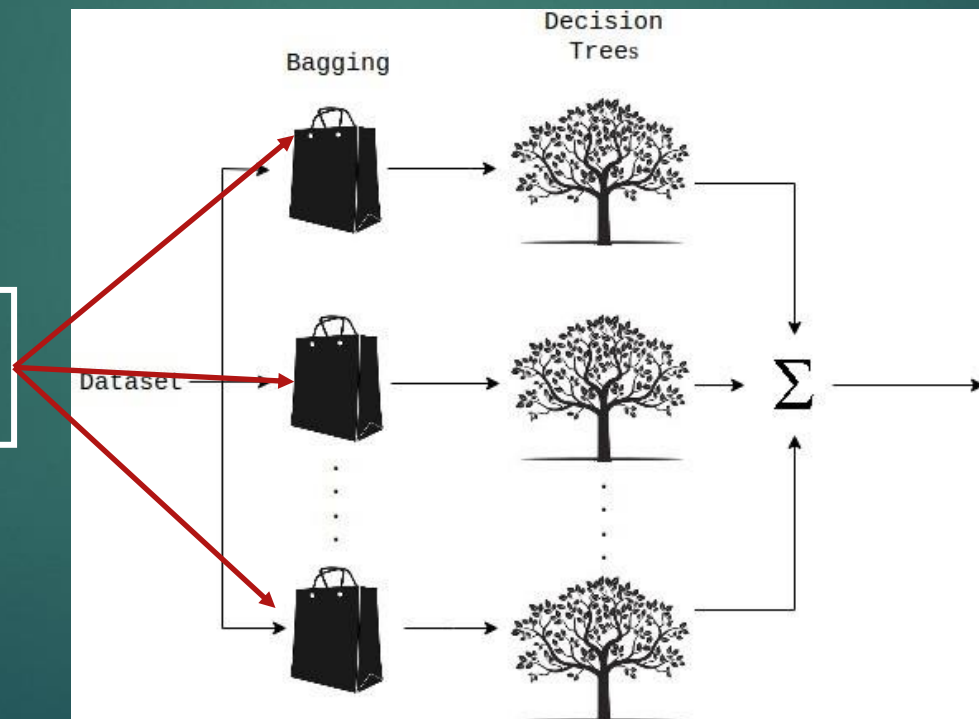 Decision
Trees
Bagging
Dataset
Σ